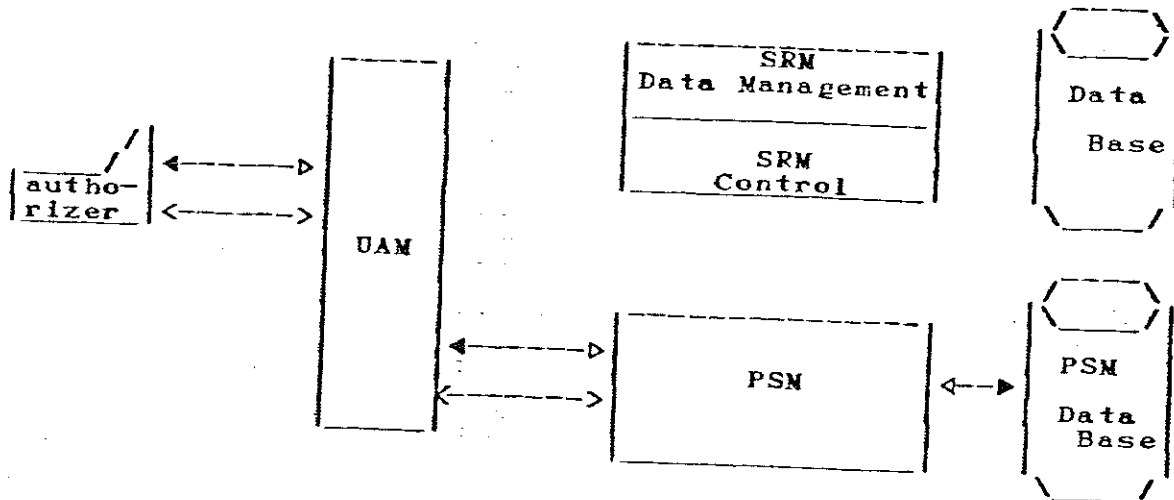 SRM
Data Management
SRM
Control
Data
Base
autho-
rizer
UAM
PSM
PSM
Data
Base